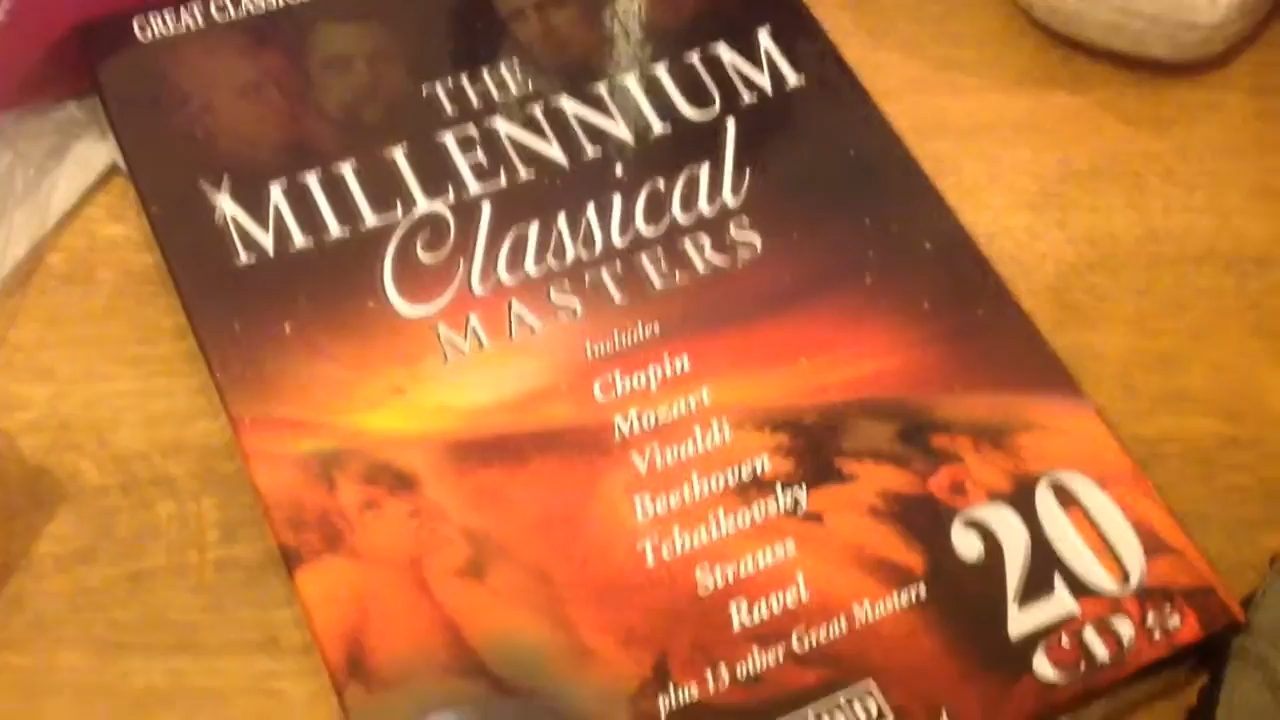 GREAT CLASSIC
THE
MILLENNIUM
Classical
MASTERS
Includes
Chopin
Mozart
Vivaldi
Beethoven
Tchaikovsky
Strauss
Ravel
plus 13 other Great Masters
20
CD